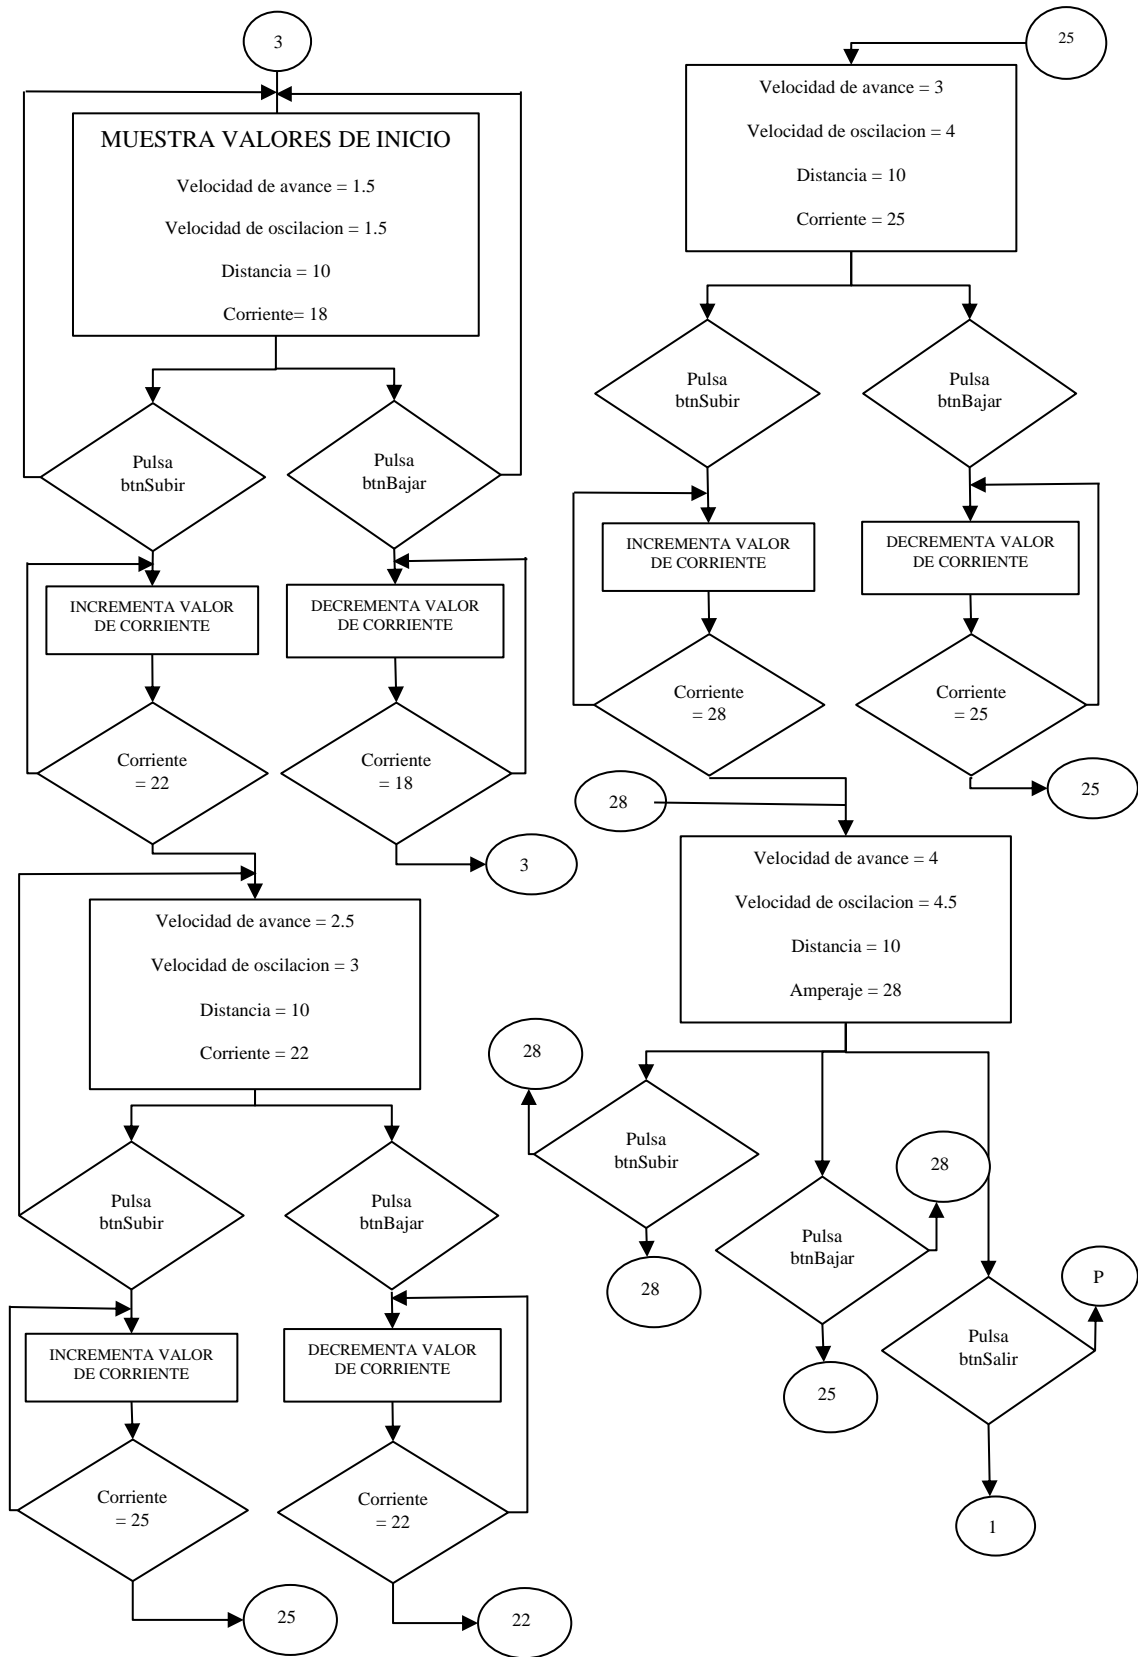 3
MUESTRA VALORES DE INICIO
Velocidad de avance = 1.5
Velocidad de oscilacion = 1.5
Distancia = 10
Corriente= 18
Pulsa
btnSubir
Pulsa
btnBajar
INCREMENTA VALOR
DE CORRIENTE
DECREMENTA VALOR
DE CORRIENTE
Corriente
= 22
Corriente
= 18
3
Velocidad de avance = 2.5
Velocidad de oscilacion = 3
Distancia = 10
Corriente = 22
Pulsa
btnSubir
Pulsa
btnBajar
INCREMENTA VALOR
DE CORRIENTE
DECREMENTA VALOR
DE CORRIENTE
Corriente
= 25
Corriente
= 22
25
22
25
Velocidad de avance = 3
Velocidad de oscilacion = 4
Distancia = 10
Corriente = 25
Pulsa
btnSubir
Pulsa
btnBajar
INCREMENTA VALOR
DE CORRIENTE
DECREMENTA VALOR
DE CORRIENTE
Corriente
= 28
Corriente
= 25
25
28
Velocidad de avance = 4
Velocidad de oscilacion = 4.5
Distancia = 10
Amperaje = 28
28
Pulsa
btnSubir
28
Pulsa
btnBajar
28
25
Pulsa
btnSalir
P
1